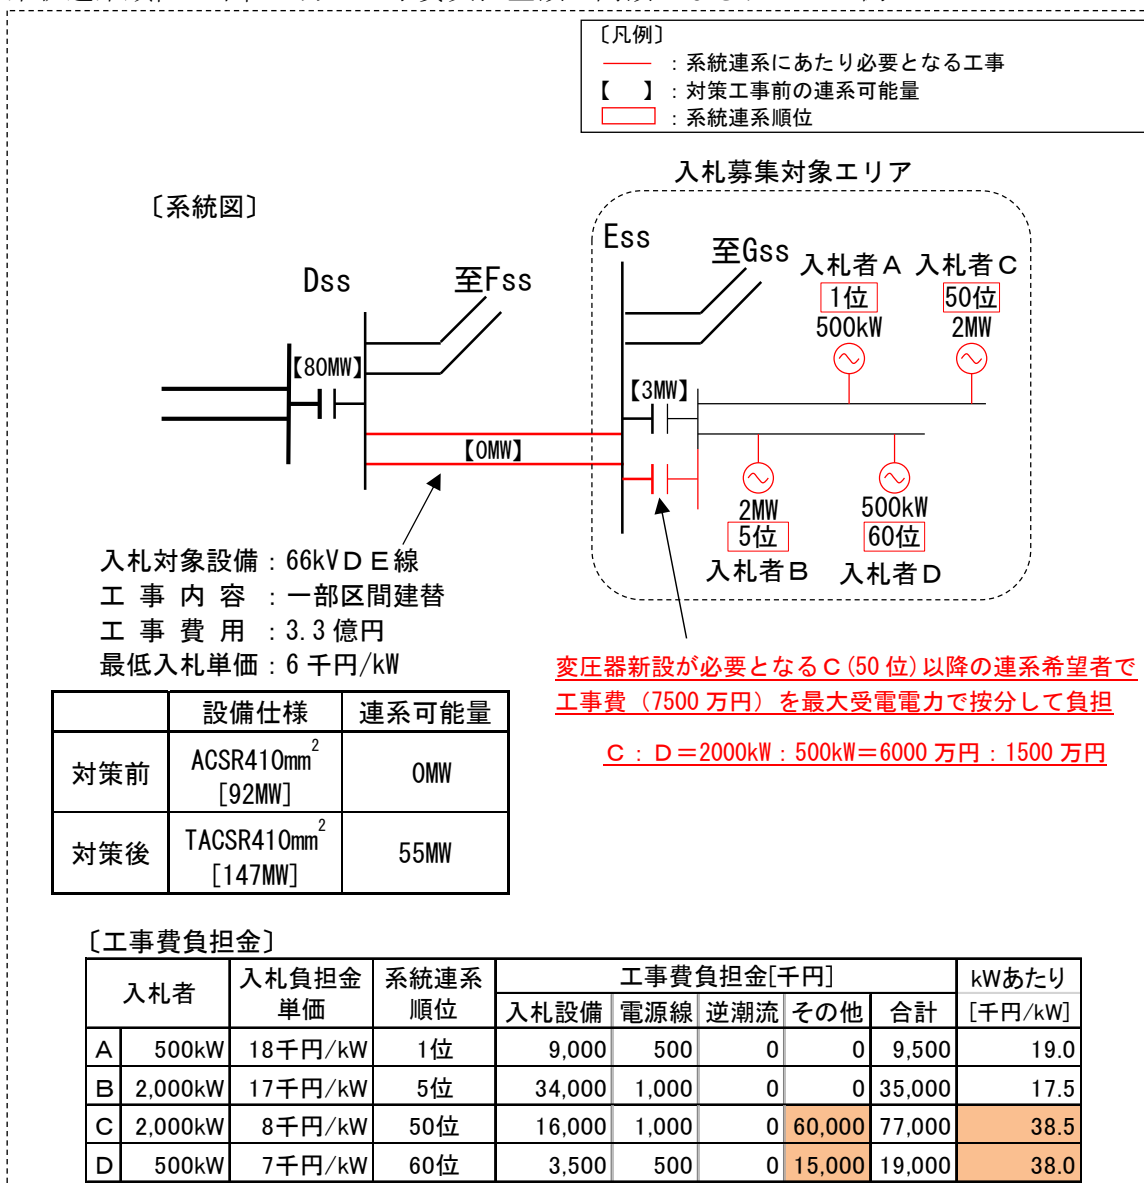 〔凡例〕
：系統連系にあたり必要となる工事
【　】：対策工事前の連系可能量
：系統連系順位
入札募集対象エリア
〔系統図〕
Ess
至Gss
入札者A 入札者C
Dss
至Fss
1位
50位
500kW
2MW
【80MW】
【3MW】
【0MW】
2MW
500kW
5位
60位
入札者B 入札者D
入札対象設備：66kVDE線
工事内容：一部区間建替
工事費用：3.3億円
最低入札単価：6千円/kW
変圧器新設が必要となるC(50位)以降の連系希望者で
工事費（7500万円）を最大受電電力で按分して負担
C：D＝2000kW：500kW＝6000万円：1500万円
設備仕様 連系可能量
対策前 ACSR410mm² [92MW] 0MW
対策後 TACSR410mm² [147MW] 55MW
〔工事費負担金〕
入札者 入札負担金単価 系統連系順位 工事費負担金[千円] kWあたり[千円/kW]
入札設備 電源線 逆潮流 その他 合計
A 500kW 18千円/kW 1位 9,000 500 0 0 9,500 19.0
B 2,000kW 17千円/kW 5位 34,000 1,000 0 0 35,000 17.5
C 2,000kW 8千円/kW 50位 16,000 1,000 0 60,000 77,000 38.5
D 500kW 7千円/kW 60位 3,500 500 0 15,000 19,000 38.0